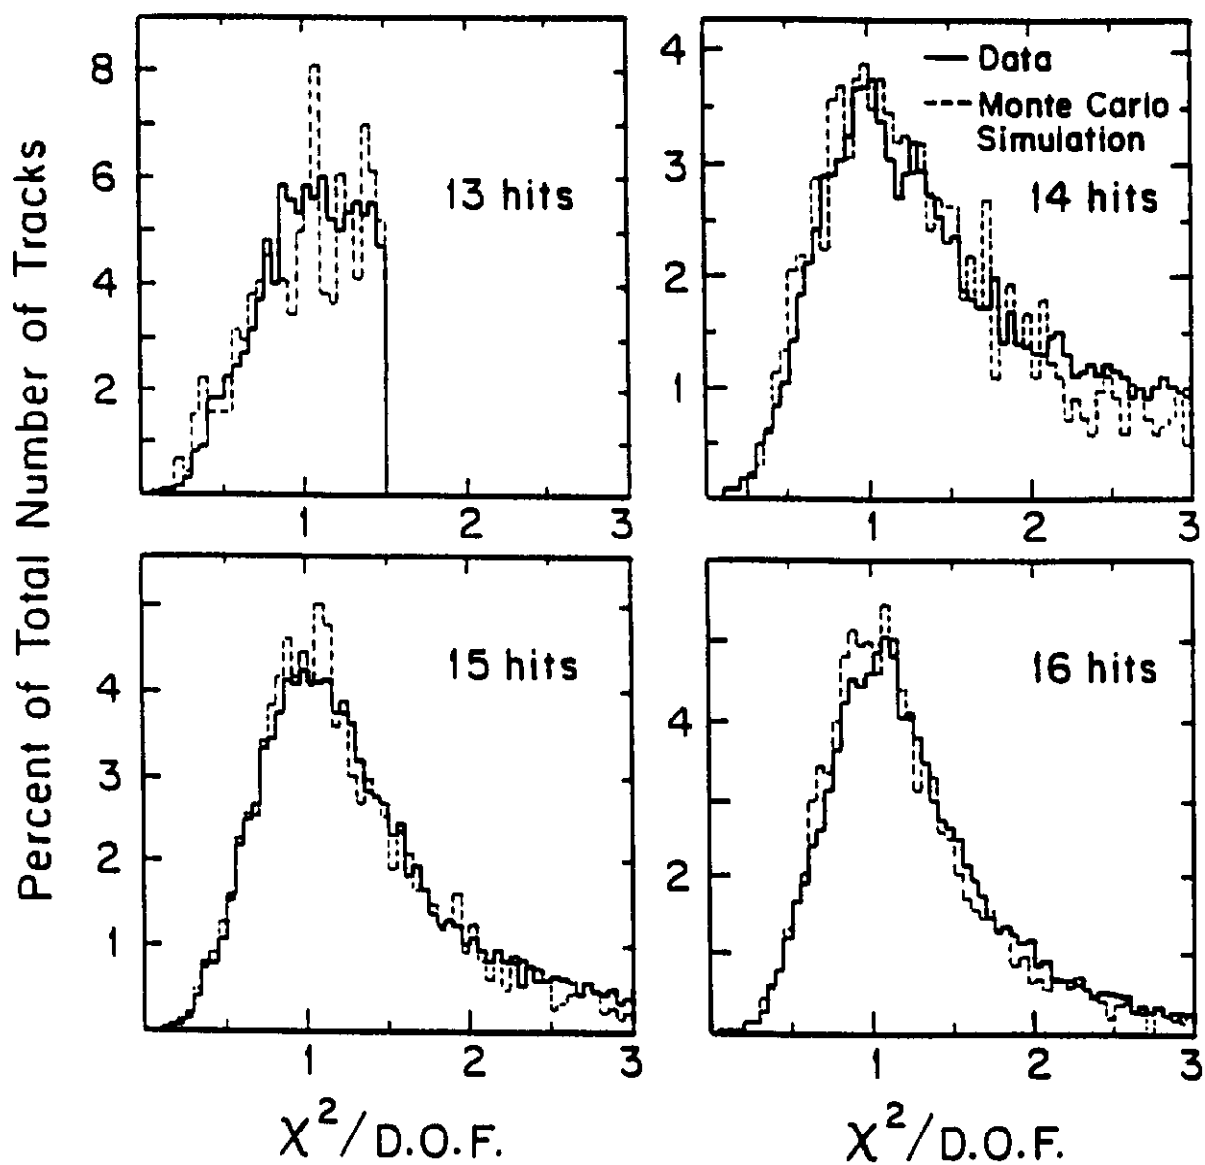 Percent of Total Number of Tracks
8
6
4
2
13 hits
1
2
3
4
3
2
1
— Data
---- Monte Carlo
Simulation
14 hits
1
2
3
4
3
2
1
15 hits
1
2
3
χ²/D.O.F.
4
2
16 hits
1
2
3
χ²/D.O.F.